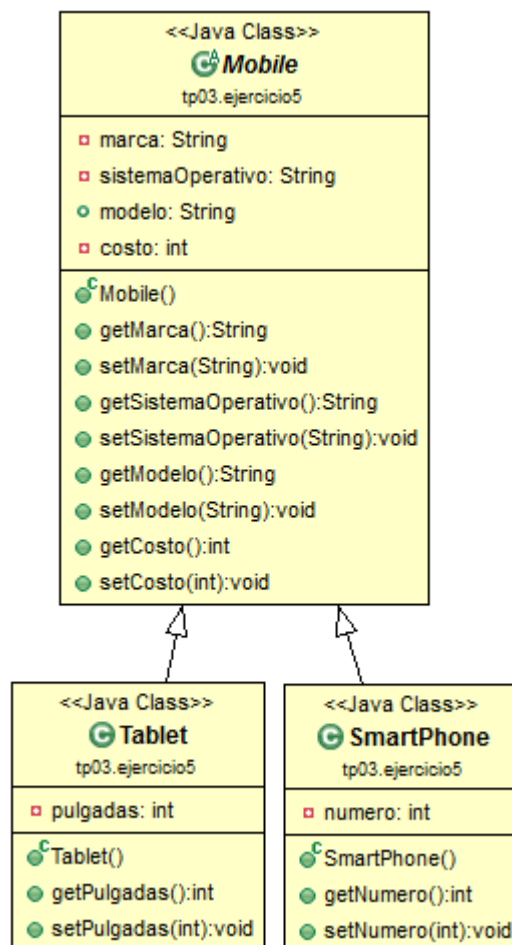 <<Java Class>>
Mobile
tp03.ejercicio5
marca: String
sistemaOperativo: String
modelo: String
costo: int
Mobile()
getMarca():String
setMarca(String):void
getSistemaOperativo():String
setSistemaOperativo(String):void
getModelo():String
setModelo(String):void
getCosto():int
setCosto(int):void
<<Java Class>>
Tablet
tp03.ejercicio5
pulgadas: int
Tablet()
getPulgadas():int
setPulgadas(int):void
<<Java Class>>
SmartPhone
tp03.ejercicio5
numero: int
SmartPhone()
getNumero():int
setNumero(int):void